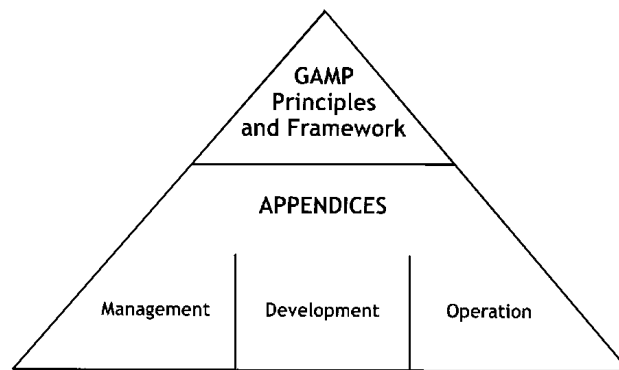 GAMP
Principles
and Framework
APPENDICES
Management
Development
Operation